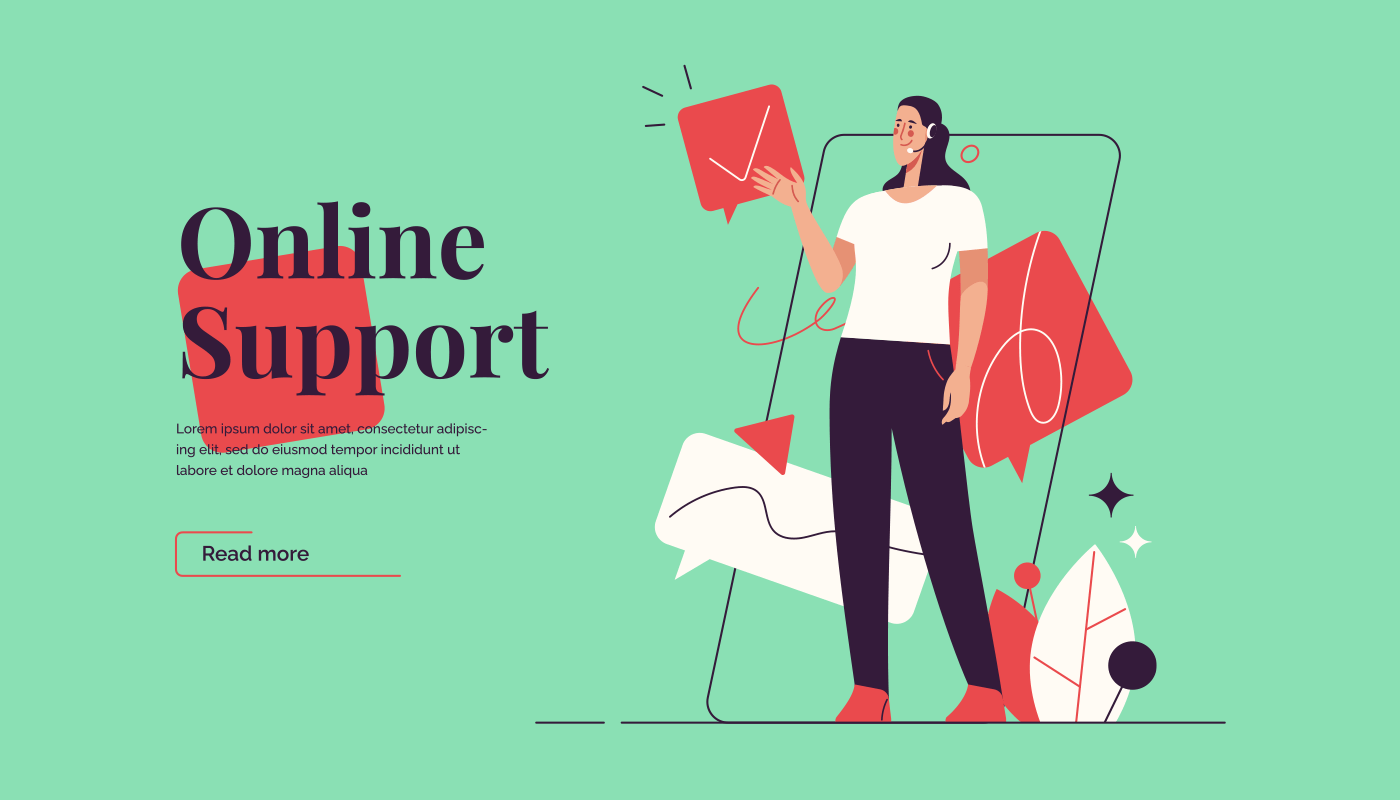 Online
Support
Lorem ipsum dolor sit amet, consectetur adipisc-
ing elit, sed do eiusmod tempor incididunt ut
labore et dolore magna aliqua
Read more